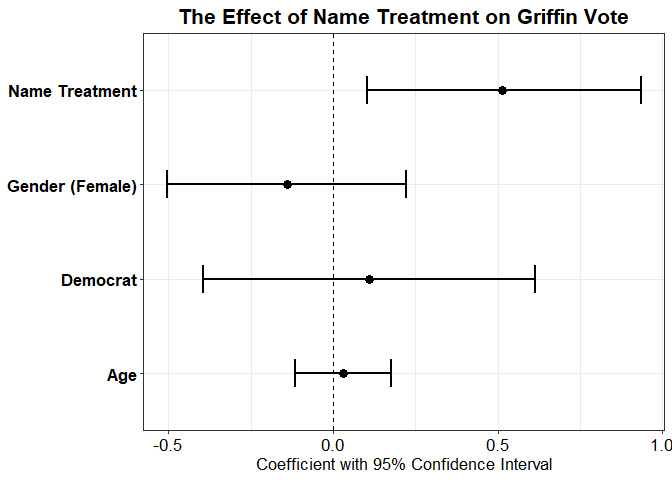 The Effect of Name Treatment on Griffin Vote
Name Treatment
Gender (Female)
Democrat
Age
-0.5 0.0 0.5 1.0
Coefficient with 95% Confidence Interval